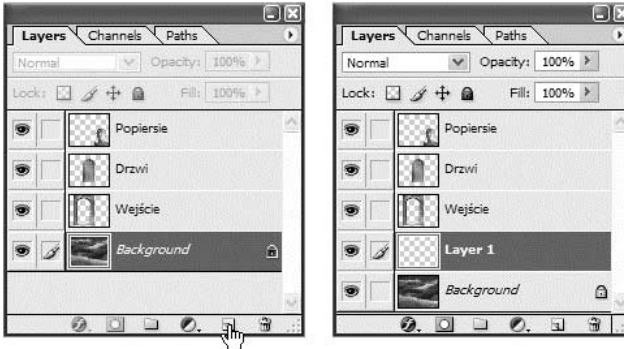 Layers Channels Paths
Normal Opacity: 100%
Lock: Fill: 100%
Popiersie
Drzwi
Wejście
Background
Layers Channels Paths
Normal Opacity: 100%
Lock: Fill: 100%
Popiersie
Drzwi
Wejście
Layer 1
Background